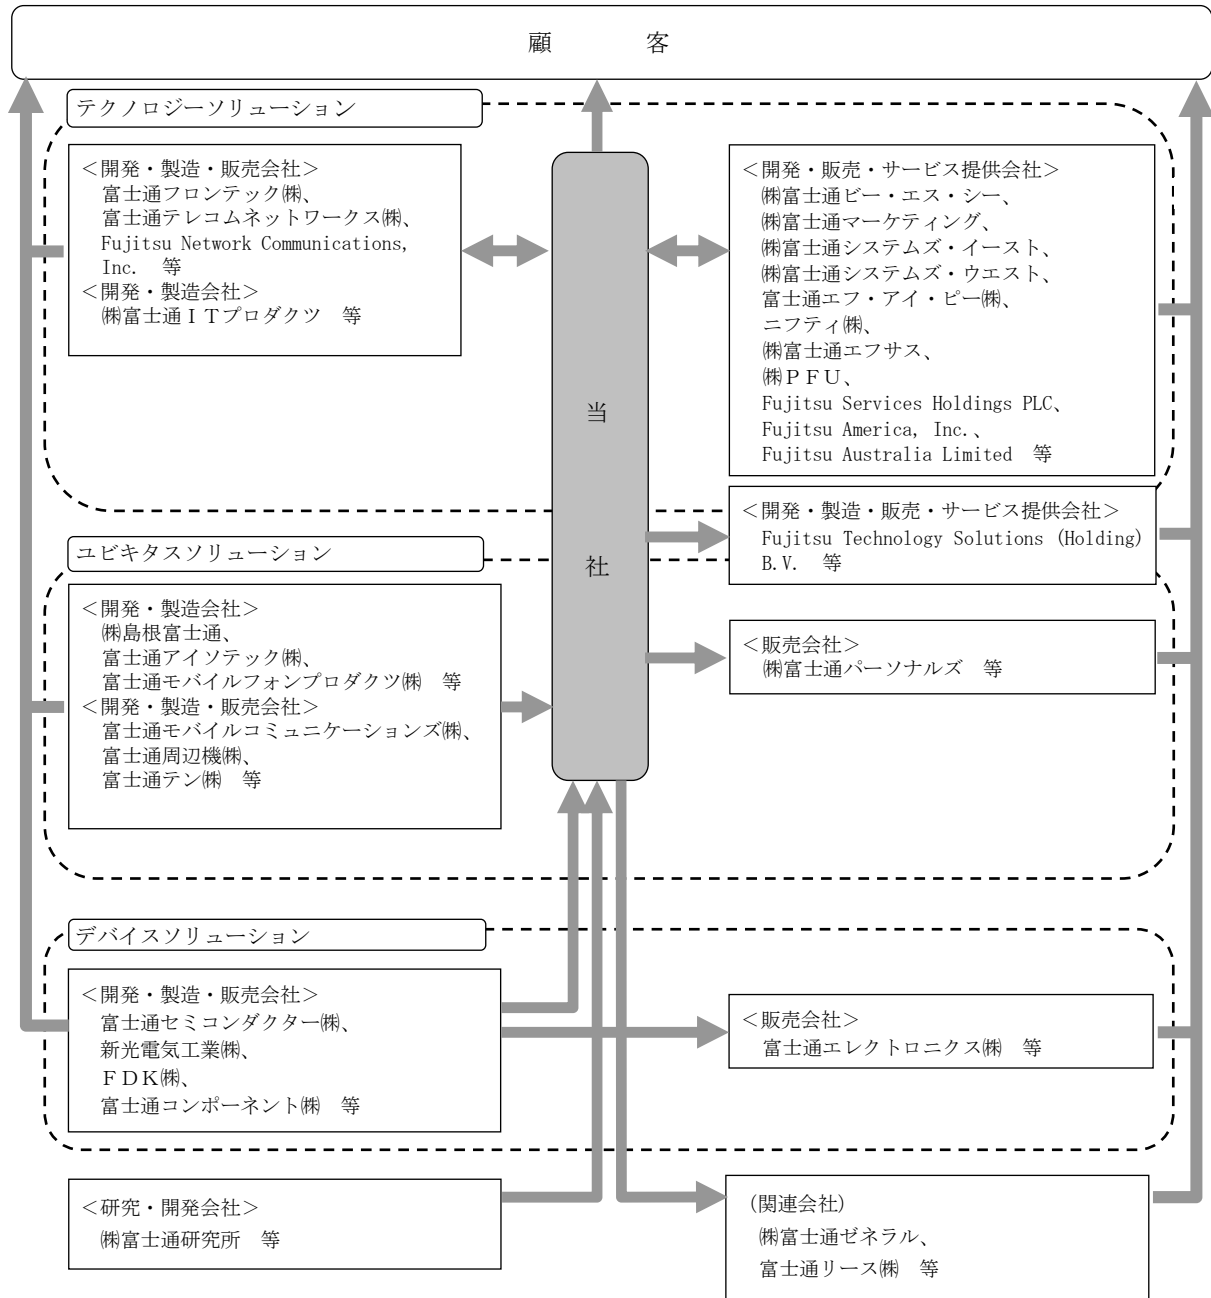 顧　　　　客
テクノロジーソリューション
＜開発・製造・販売会社＞
富士通フロンテック㈱、
富士通テレコムネットワークス㈱、
Fujitsu Network Communications,
Inc.　等
＜開発・製造会社＞
㈱富士通ＩＴプロダクツ　等
＜開発・販売・サービス提供会社＞
㈱富士通ビー・エス・シー、
㈱富士通マーケティング、
㈱富士通システムズ・イースト、
㈱富士通システムズ・ウエスト、
富士通エフ・アイ・ピー㈱、
ニフティ㈱、
㈱富士通エフサス、
㈱ＰＦＵ、
Fujitsu Services Holdings PLC、
Fujitsu America, Inc.、
Fujitsu Australia Limited　等
当
社
＜開発・製造・販売・サービス提供会社＞
Fujitsu Technology Solutions (Holding)
B.V.　等
ユビキタスソリューション
＜開発・製造会社＞
㈱島根富士通、
富士通アイソテック㈱、
富士通モバイルフォンプロダクツ㈱　等
＜開発・製造・販売会社＞
富士通モバイルコミュニケーションズ㈱、
富士通周辺機㈱、
富士通テン㈱　等
＜販売会社＞
㈱富士通パーソナルズ　等
デバイスソリューション
＜開発・製造・販売会社＞
富士通セミコンダクター㈱、
新光電気工業㈱、
ＦＤＫ㈱、
富士通コンポーネント㈱　等
＜販売会社＞
富士通エレクトロニクス㈱　等
＜研究・開発会社＞
㈱富士通研究所　等
(関連会社)
㈱富士通ゼネラル、
富士通リース㈱　等